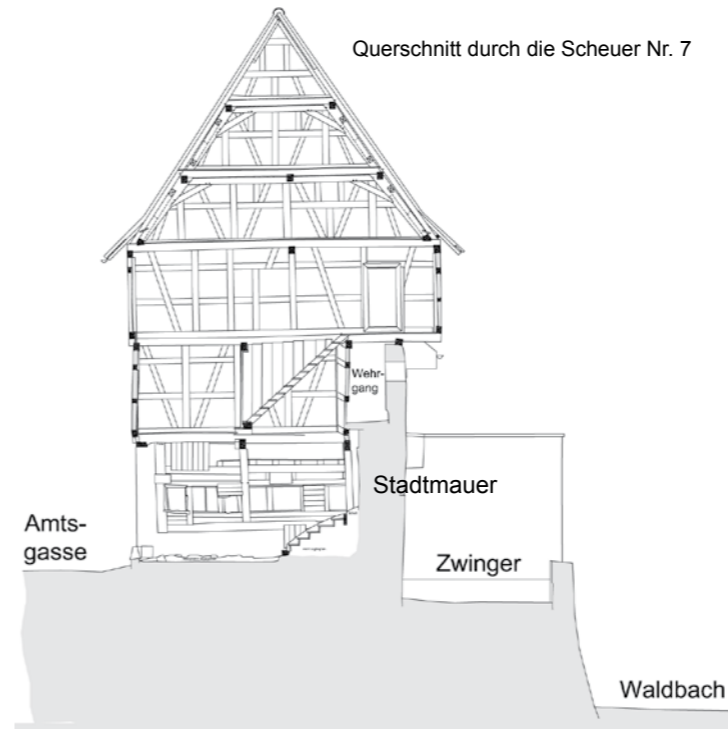 Querschnitt durch die Scheuer Nr. 7
Wehr-
gang
Stadtmauer
Amts-
gasse
Zwinger
Waldbach